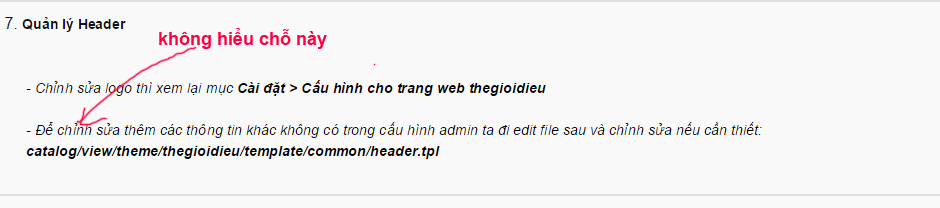 7. Quản lý Header
không hiểu chỗ này
- Chỉnh sửa logo thì xem lại mục Cài đặt > Cấu hình cho trang web thegioidieu
- Để chỉnh sửa thêm các thông tin khác không có trong cấu hình admin ta đi edit file sau và chỉnh sửa nếu cần thiết:
catalog/view/theme/thegioidieu/template/common/header.tpl